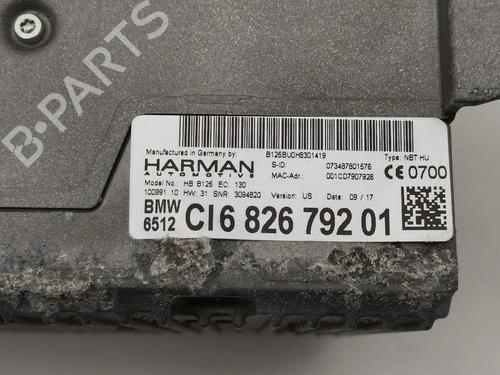 B-PARTS
Manufactured in Germany by:
HARMAN
AUTOMOTIVE
B125BU0H8301419
S-ID: 073487601576
MAC-Adr.: 001CD7907926
Type: NBT HU
CE 0700
Model No.: HB B125 EC: 130
100991 10 HW: 31 SNR: 3094820 Version: US Date: 09 / 17
BMW
6512
CI 6 826 792 01